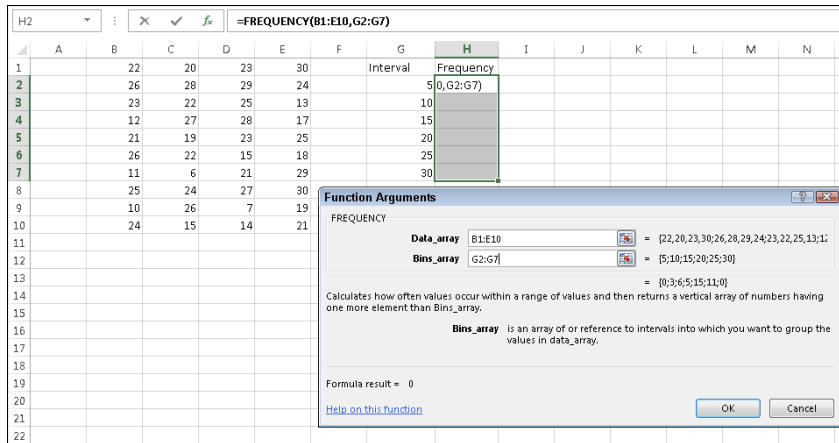 H2 fx =FREQUENCY(B1:E10,G2:G7)
A B C D E F G H I J K L M N
1 22 20 23 30 Interval Frequency
2 26 28 29 24 5 0,G2:G7)
3 23 22 25 13 10
4 12 27 28 17 15
5 21 19 23 25 20
6 26 22 15 18 25
7 11 6 21 29 30
8 25 24 27 30
9 10 26 7 19
10 24 15 14 21
11
12
13
14
15
16
17
18
19
20
21
22
Function Arguments
FREQUENCY
Data_array B1:E10 = {22,20,23,30;26,28,29,24;23,22,25,13;12
Bins_array G2:G7 = {5;10;15;20;25;30}
= {0;3;6;5;15;11;0}
Calculates how often values occur within a range of values and then returns a vertical array of numbers having
one more element than Bins_array.
Bins_array is an array of or reference to intervals into which you want to group the
values in data_array.
Formula result = 0
Help on this function
OK Cancel